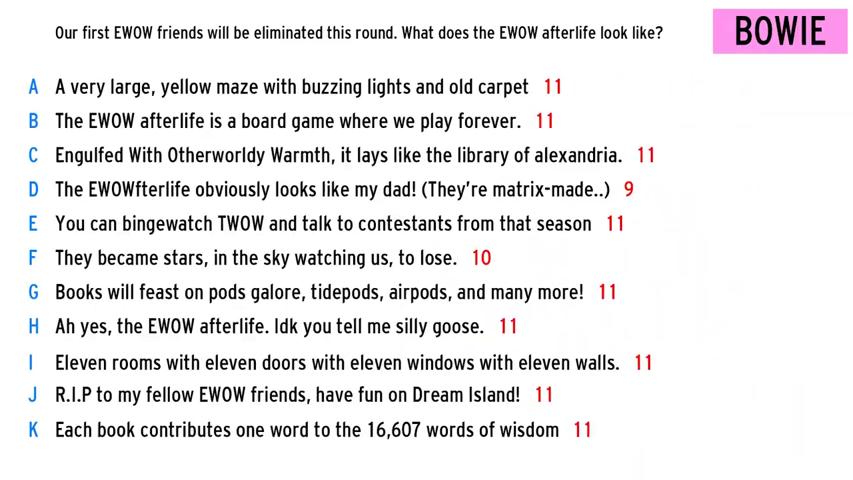 Our first EWOW friends will be eliminated this round. What does the EWOW afterlife look like?
BOWIE
A A very large, yellow maze with buzzing lights and old carpet 11
B The EWOW afterlife is a board game where we play forever. 11
C Engulfed With Otherworldy Warmth, it lays like the library of alexandria. 11
D The EWOWfterlife obviously looks like my dad! (They're matrix-made..) 9
E You can bingewatch TWOW and talk to contestants from that season 11
F They became stars, in the sky watching us, to lose. 10
G Books will feast on pods galore, tidepods, airpods, and many more! 11
H Ah yes, the EWOW afterlife. Idk you tell me silly goose. 11
I Eleven rooms with eleven doors with eleven windows with eleven walls. 11
J R.I.P to my fellow EWOW friends, have fun on Dream Island! 11
K Each book contributes one word to the 16,607 words of wisdom 11